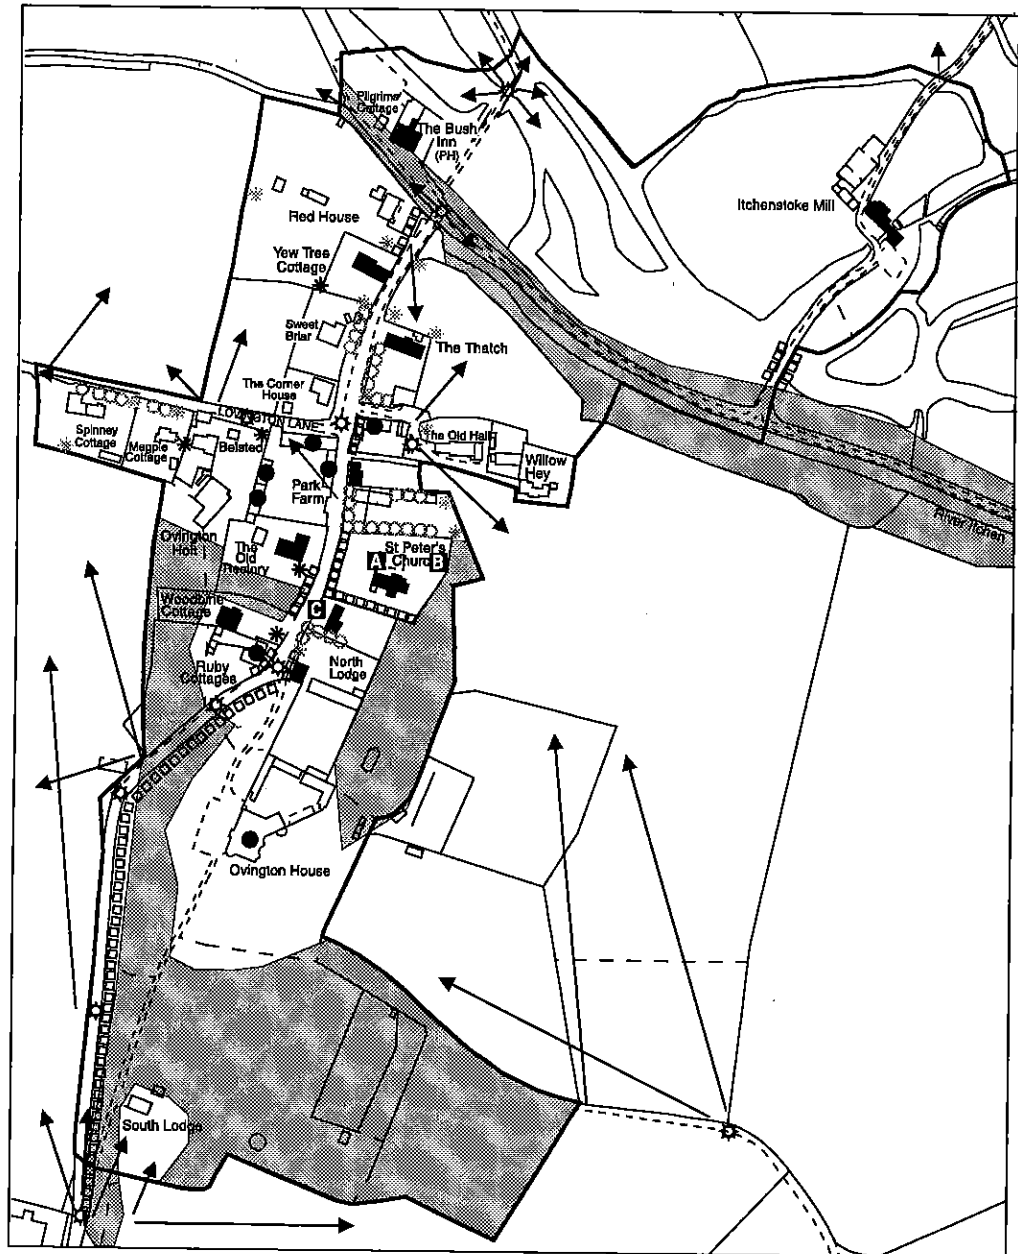 Pilgrims
Cottage
The Bush
Inn
(PH)
Itchenstoke Mill
Red House
Yew Tree
Cottage
Sweet
Briar
The Thatch
The Corner
House
LOVINGTON LANE
Spinney
Cottage
Magpie
Cottage
Belsted
The Old Hall
Willow
Hey
Park
Farm
River Itchen
Ovington
Holt
The
Old
Rectory
St Peter's
Church
A
B
C
Woodbine
Cottage
Ruby
Cottages
North
Lodge
Ovington House
South Lodge